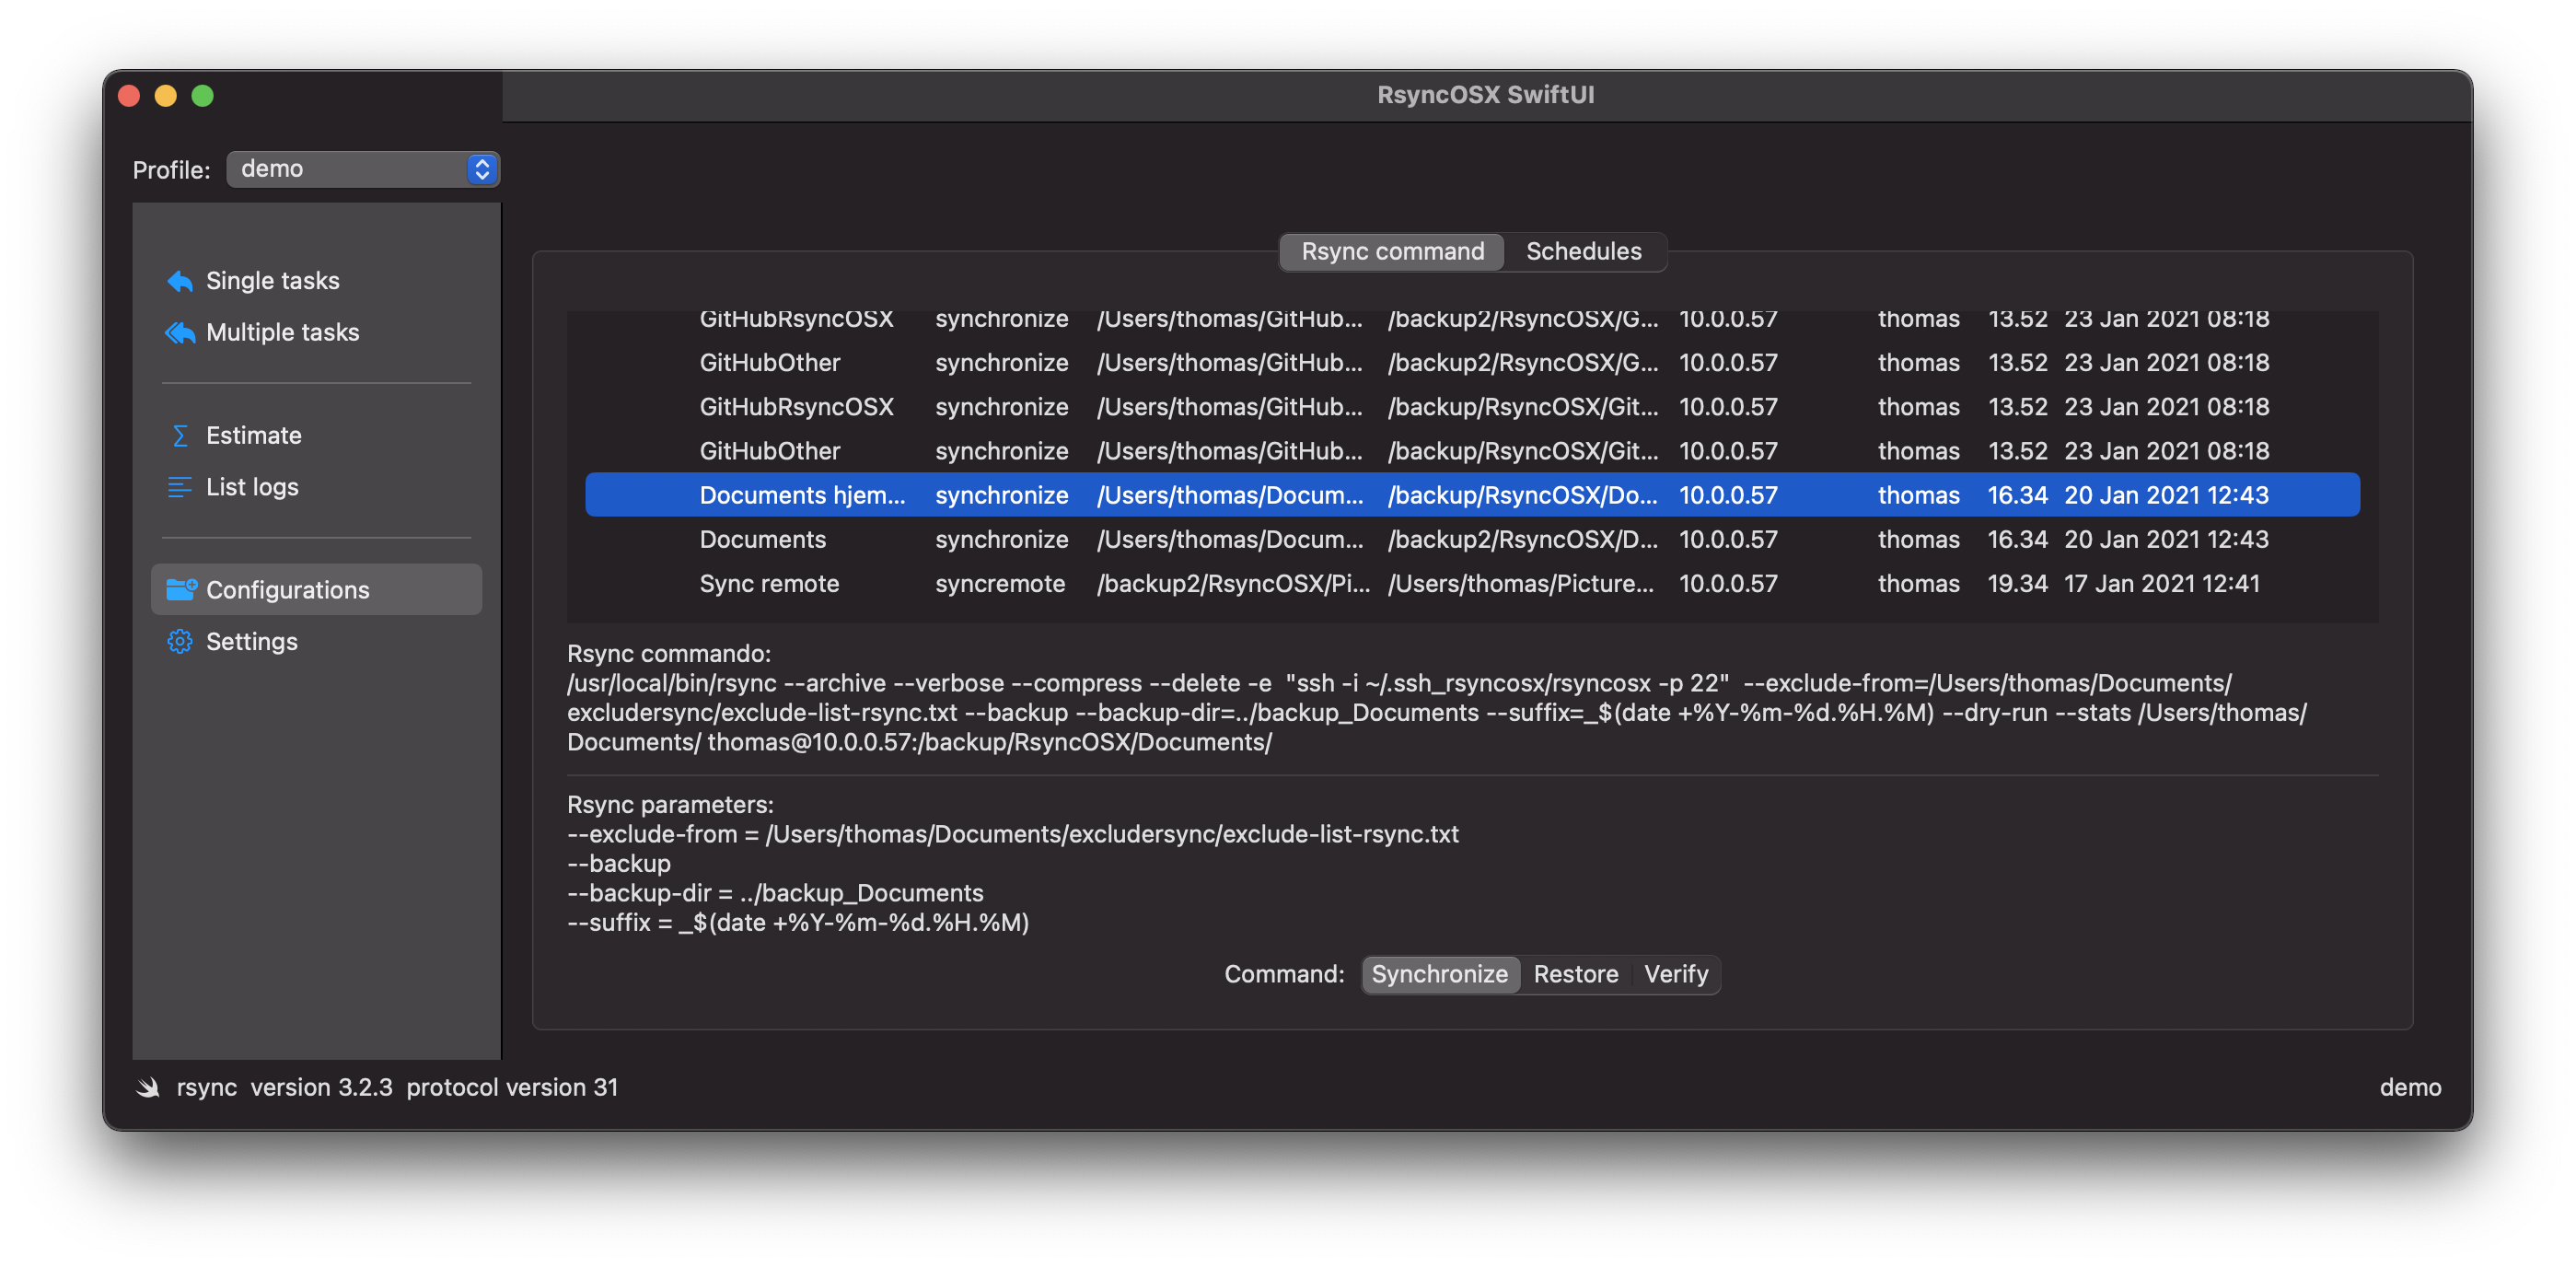 RsyncOSX SwiftUI
Profile: demo
Single tasks
Multiple tasks
Estimate
List logs
Configurations
Settings
Rsync command Schedules
GitHubRsyncOSX synchronize /Users/thomas/GitHub... /backup2/RsyncOSX/G... 10.0.0.57 thomas 13.52 23 Jan 2021 08:18
GitHubOther synchronize /Users/thomas/GitHub... /backup2/RsyncOSX/G... 10.0.0.57 thomas 13.52 23 Jan 2021 08:18
GitHubRsyncOSX synchronize /Users/thomas/GitHub... /backup/RsyncOSX/Git... 10.0.0.57 thomas 13.52 23 Jan 2021 08:18
GitHubOther synchronize /Users/thomas/GitHub... /backup/RsyncOSX/Git... 10.0.0.57 thomas 13.52 23 Jan 2021 08:18
Documents hjem... synchronize /Users/thomas/Docum... /backup/RsyncOSX/Do... 10.0.0.57 thomas 16.34 20 Jan 2021 12:43
Documents synchronize /Users/thomas/Docum... /backup2/RsyncOSX/D... 10.0.0.57 thomas 16.34 20 Jan 2021 12:43
Sync remote syncremote /backup2/RsyncOSX/Pi... /Users/thomas/Picture... 10.0.0.57 thomas 19.34 17 Jan 2021 12:41
Rsync commando:
/usr/local/bin/rsync --archive --verbose --compress --delete -e "ssh -i ~/.ssh_rsyncosx/rsyncosx -p 22" --exclude-from=/Users/thomas/Documents/
excludersync/exclude-list-rsync.txt --backup --backup-dir=../backup_Documents --suffix=_$(date +%Y-%m-%d.%H.%M) --dry-run --stats /Users/thomas/
Documents/ thomas@10.0.0.57:/backup/RsyncOSX/Documents/
Rsync parameters:
--exclude-from = /Users/thomas/Documents/excludersync/exclude-list-rsync.txt
--backup
--backup-dir = ../backup_Documents
--suffix = _$(date +%Y-%m-%d.%H.%M)
Command: Synchronize Restore Verify
rsync version 3.2.3 protocol version 31
demo